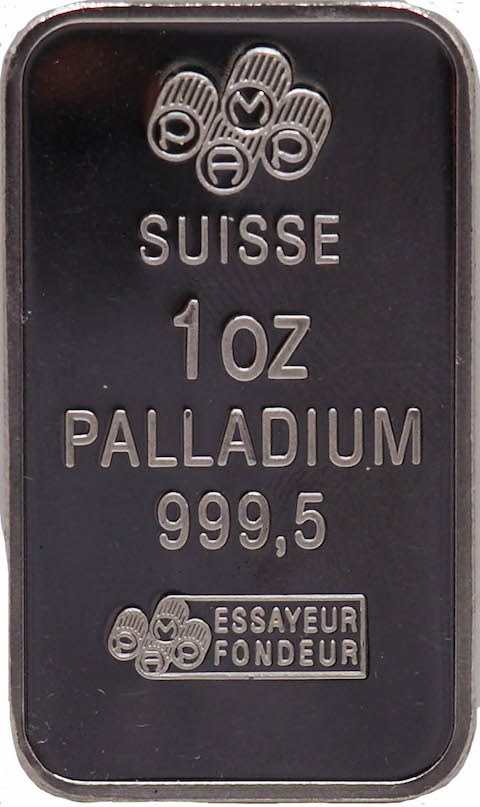 PAMP
SUISSE
1 OZ
PALLADIUM
999,5
PAMP ESSAYEUR
FONDEUR